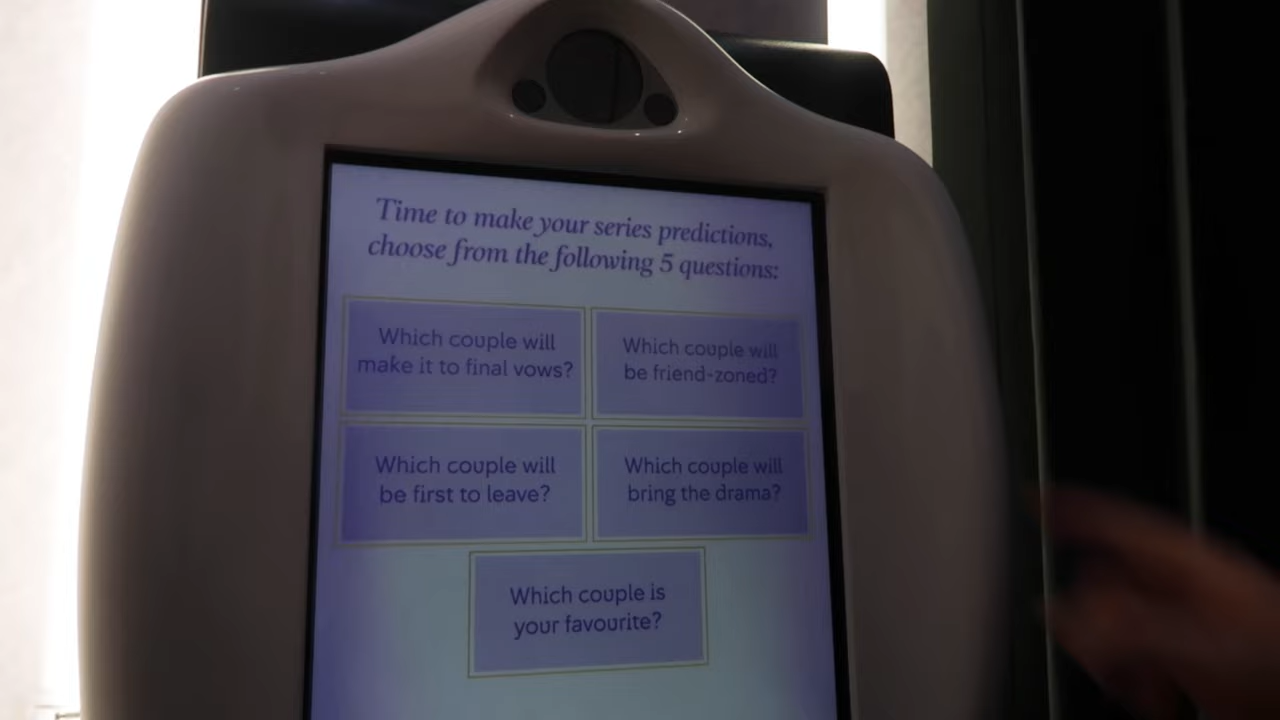 Time to make your series predictions,
choose from the following 5 questions:
Which couple will
make it to final vows?
Which couple will
be friend-zoned?
Which couple will
be first to leave?
Which couple will
bring the drama?
Which couple is
your favourite?